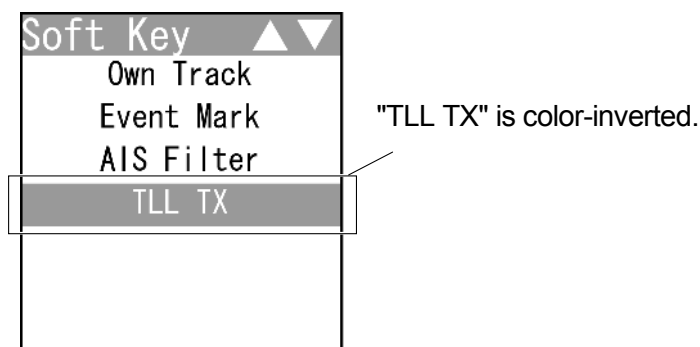 Soft Key ▲▼
Own Track
Event Mark
AIS Filter
TLL TX
"TLL TX" is color-inverted.